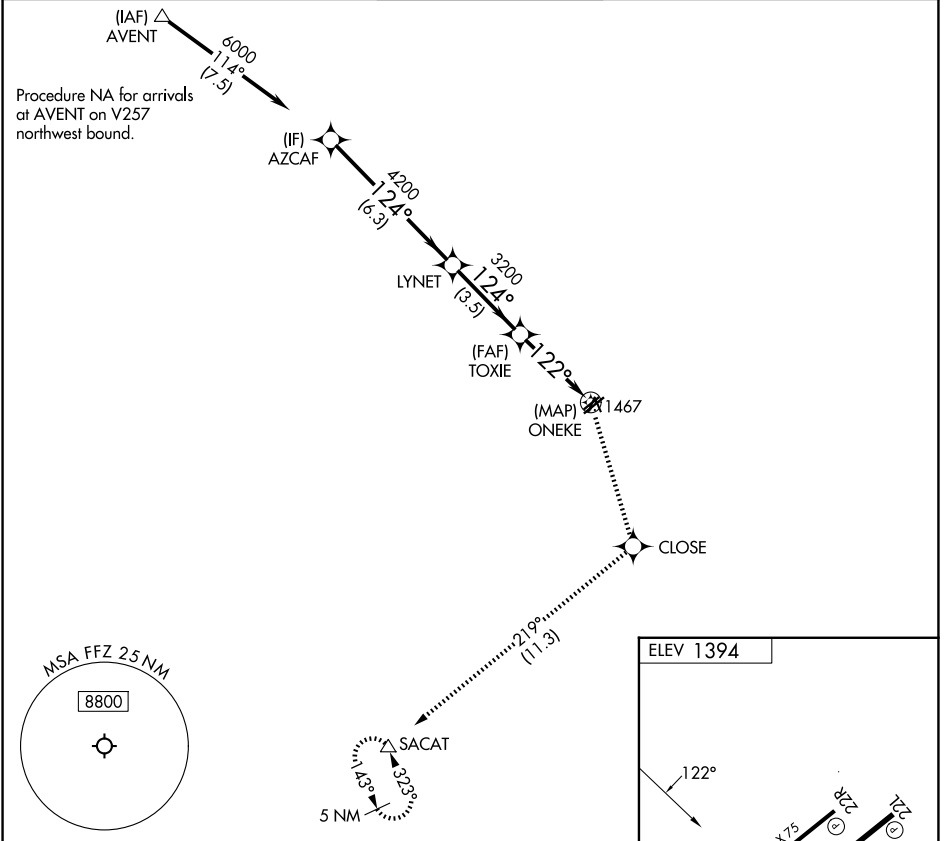 (IAF)
AVENT
6000
114°
(7.5)
Procedure NA for arrivals
at AVENT on V257
northwest bound.
(IF)
AZCAF
4200
124°
(6.3)
LYNET
3200
124°
(3.5)
(FAF)
TOXIE
122°
(MAP)
ONEKE
1467
CLOSE
219°
(11.3)
MSA FFZ 25 NM
8800
SACAT
143°
323°
5 NM
ELEV 1394
122°
X 75
22R
P
22L
P